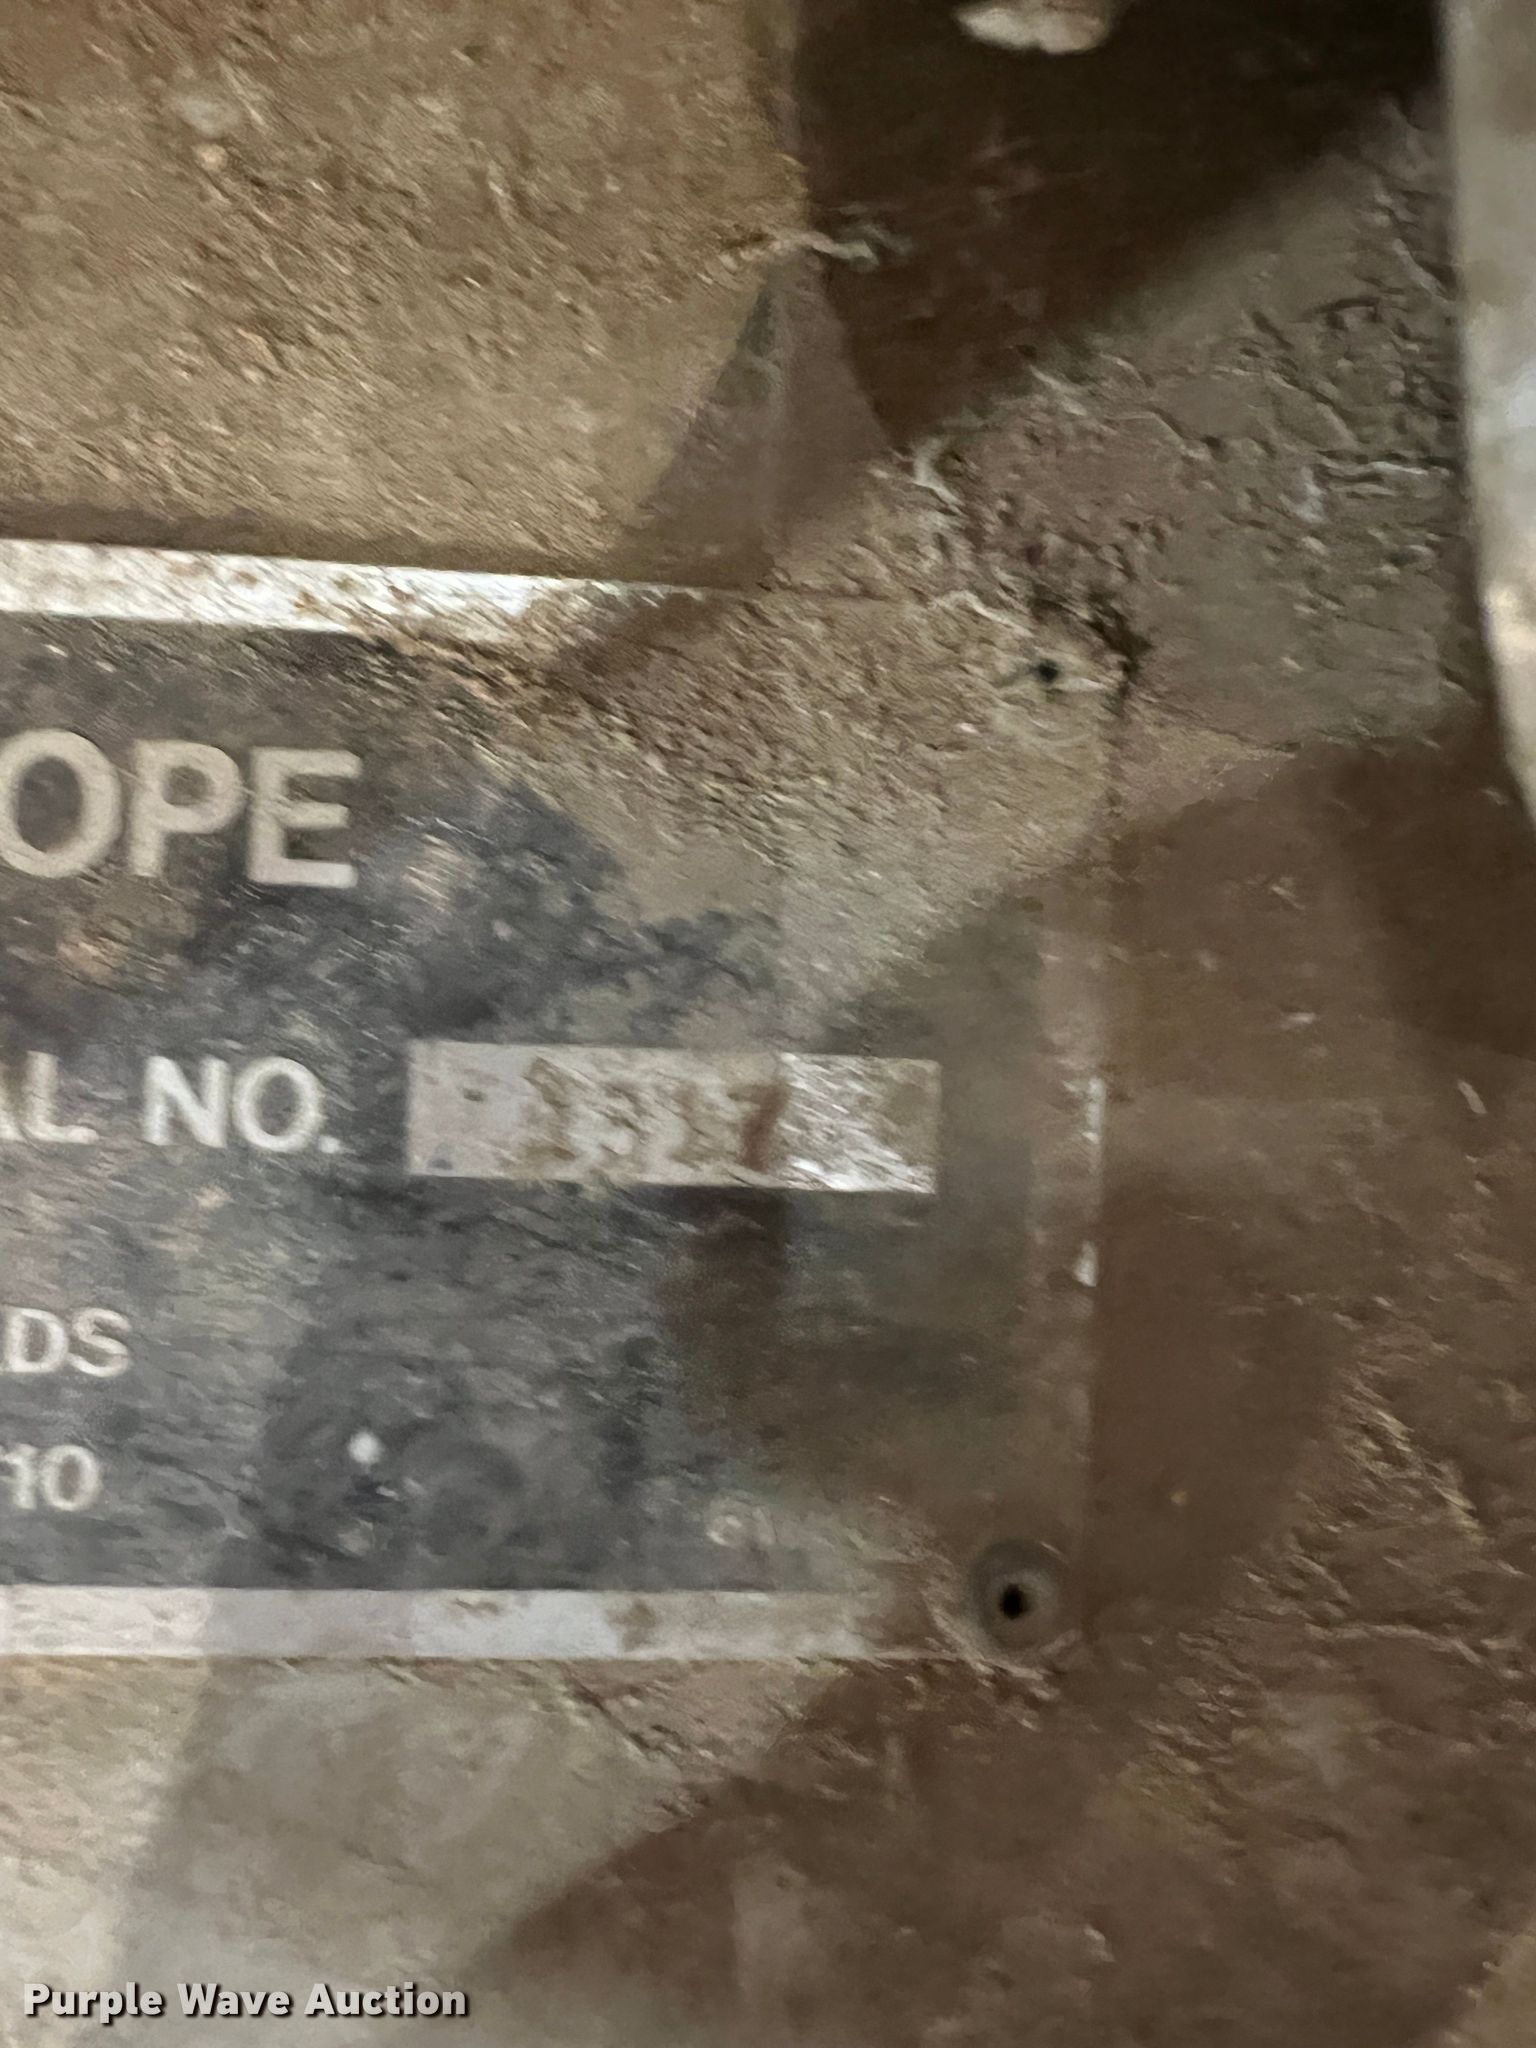 OPE
AL NO.
DS
10
Purple Wave Auction